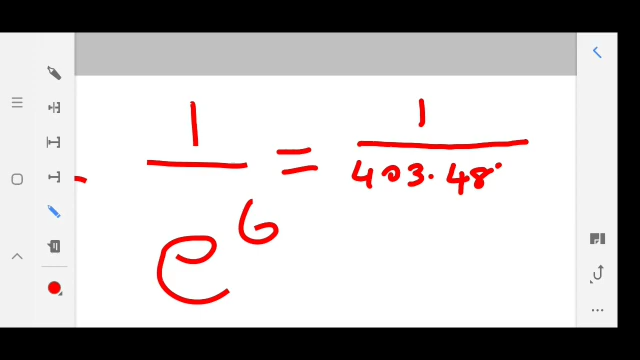 1 / e^6 = 1 / 403.48